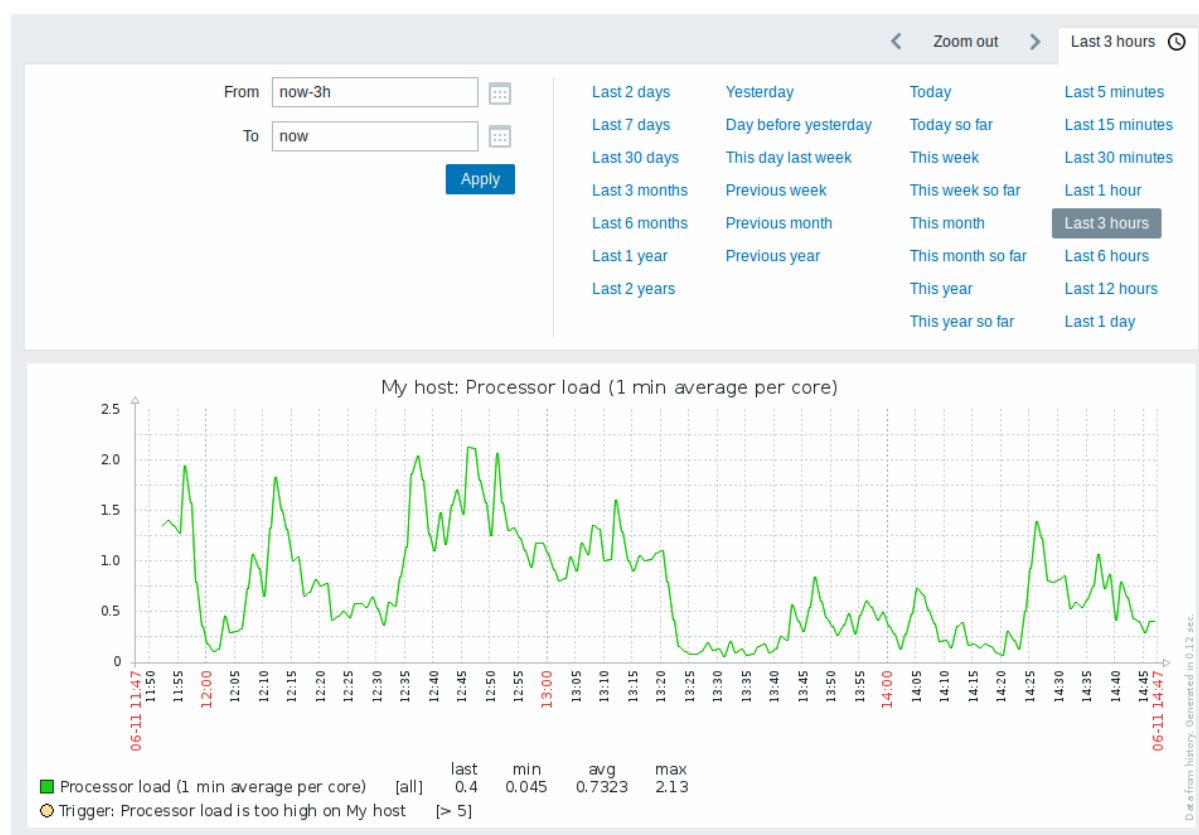 Zoom out Last 3 hours
From now-3h
To now
Apply
Last 2 days Yesterday Today Last 5 minutes
Last 7 days Day before yesterday Today so far Last 15 minutes
Last 30 days This day last week This week Last 30 minutes
Last 3 months Previous week This week so far Last 1 hour
Last 6 months Previous month This month Last 3 hours
Last 1 year Previous year This month so far Last 6 hours
Last 2 years This year Last 12 hours
This year so far Last 1 day
My host: Processor load (1 min average per core)
2.5
2.0
1.5
1.0
0.5
0
06-11 11:47 11:50 11:55 12:00 12:05 12:10 12:15 12:20 12:25 12:30 12:35 12:40 12:45 12:50 12:55 13:00 13:05 13:10 13:15 13:20 13:25 13:30 13:35 13:40 13:45 13:50 13:55 14:00 14:05 14:10 14:15 14:20 14:25 14:30 14:35 14:40 14:45 06-11 14:47
last min avg max
Processor load (1 min average per core) [all] 0.4 0.045 0.7323 2.13
Trigger: Processor load is too high on My host [> 5]
Data from history. Generated in 0.12 sec.